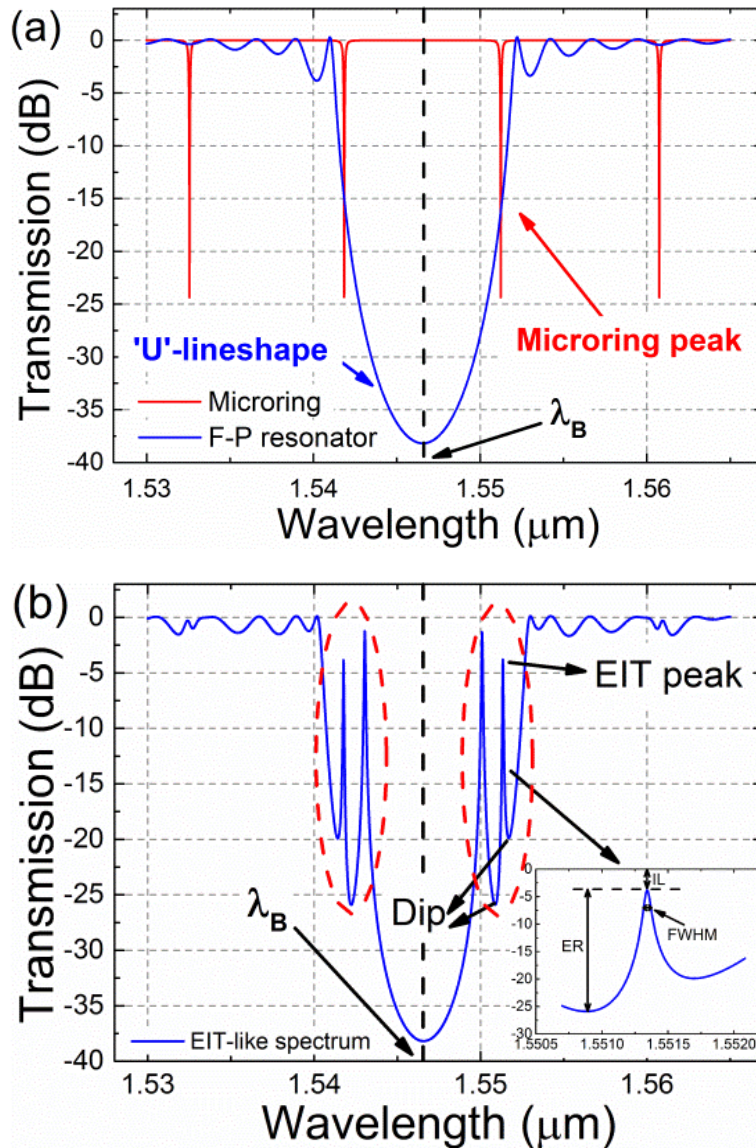 (a)
0
-5
-10
-15
-20
-25
-30
-35
-40
Transmission (dB)
'U'-lineshape
Microring peak
Microring
F-P resonator
λB
1.53 1.54 1.55 1.56
Wavelength (μm)
(b)
0
-5
-10
-15
-20
-25
-30
-35
-40
Transmission (dB)
EIT peak
λB
Dip
EIT-like spectrum
0
-5
-10
-15
-20
-25
-30
IL
ER
FWHM
1.5505 1.5510 1.5515 1.5520
1.53 1.54 1.55 1.56
Wavelength (μm)